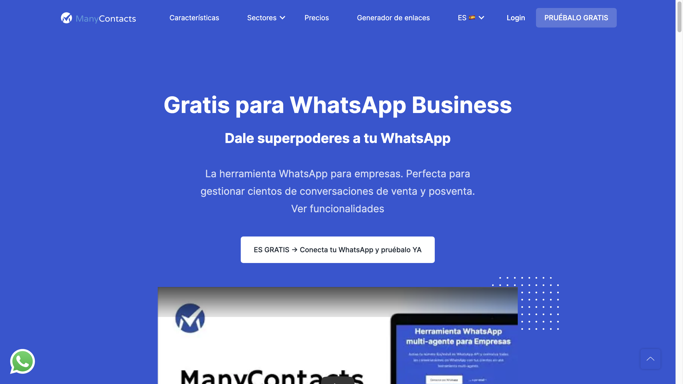 ManyContacts
Características
Sectores
Precios
Generador de enlaces
ES
Login
PRUÉBALO GRATIS
Gratis para WhatsApp Business
Dale superpoderes a tu WhatsApp
La herramienta WhatsApp para empresas. Perfecta para
gestionar cientos de conversaciones de venta y posventa.
Ver funcionalidades
ES GRATIS → Conecta tu WhatsApp y pruébalo YA
Herramienta WhatsApp
multi-agente para Empresas
ManyContacts